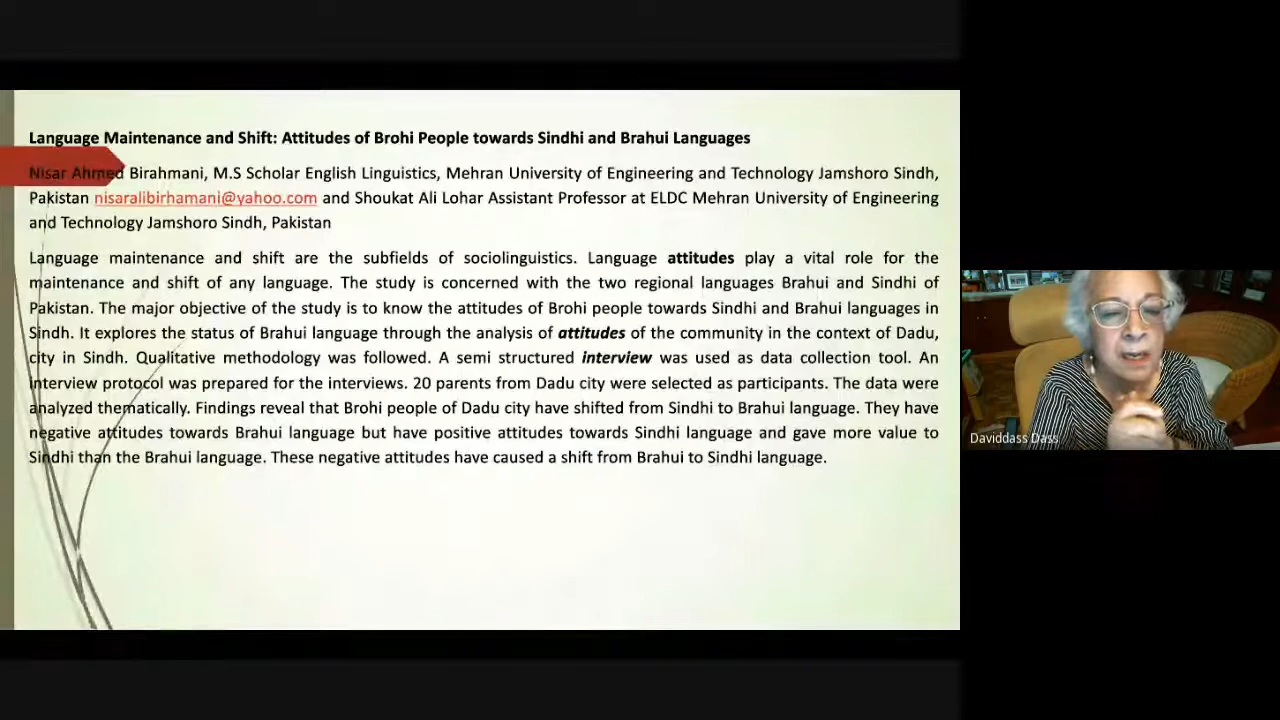 Language Maintenance and Shift: Attitudes of Brohi People towards Sindhi and Brahui Languages
Nisar Ahmed Birahmani, M.S Scholar English Linguistics, Mehran University of Engineering and Technology Jamshoro Sindh,
Pakistan nisaralibirhamani@yahoo.com and Shoukat Ali Lohar Assistant Professor at ELDC Mehran University of Engineering
and Technology Jamshoro Sindh, Pakistan
Language maintenance and shift are the subfields of sociolinguistics. Language attitudes play a vital role for the
maintenance and shift of any language. The study is concerned with the two regional languages Brahui and Sindhi of
Pakistan. The major objective of the study is to know the attitudes of Brohi people towards Sindhi and Brahui languages in
Sindh. It explores the status of Brahui language through the analysis of attitudes of the community in the context of Dadu,
city in Sindh. Qualitative methodology was followed. A semi structured interview was used as data collection tool. An
interview protocol was prepared for the interviews. 20 parents from Dadu city were selected as participants. The data were
analyzed thematically. Findings reveal that Brohi people of Dadu city have shifted from Sindhi to Brahui language. They have
negative attitudes towards Brahui language but have positive attitudes towards Sindhi language and gave more value to
Sindhi than the Brahui language. These negative attitudes have caused a shift from Brahui to Sindhi language.
Daviddass Dass